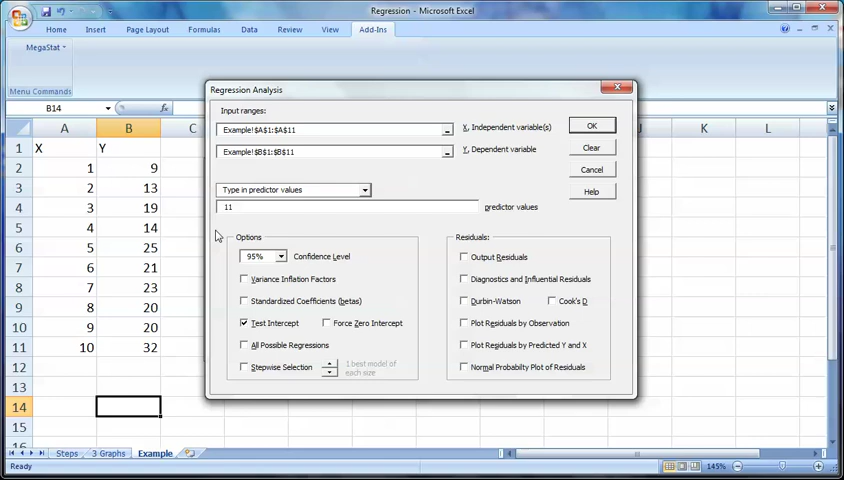 Regression - Microsoft Excel
Home Insert Page Layout Formulas Data Review View Add-Ins
MegaStat
Menu Commands
B14 fx
A B C K L
1 X Y
2 1 9
3 2 13
4 3 19
5 4 14
6 5 25
7 6 21
8 7 23
9 8 20
10 9 20
11 10 32
12
13
14
15
16
Regression Analysis
Input ranges:
Example!$A$1:$A$11 X, Independent variable(s) OK
Example!$B$1:$B$11 Y, Dependent variable Clear
Cancel
Type in predictor values Help
11 predictor values
Options
95% Confidence Level
Variance Inflation Factors
Standardized Coefficients (betas)
Test Intercept Force Zero Intercept
All Possible Regressions
Stepwise Selection 1 best model of
each size
Residuals:
Output Residuals
Diagnostics and Influential Residuals
Durbin-Watson Cook's D
Plot Residuals by Observation
Plot Residuals by Predicted Y and X
Normal Probabilty Plot of Residuals
Steps 3 Graphs Example
Ready 145%